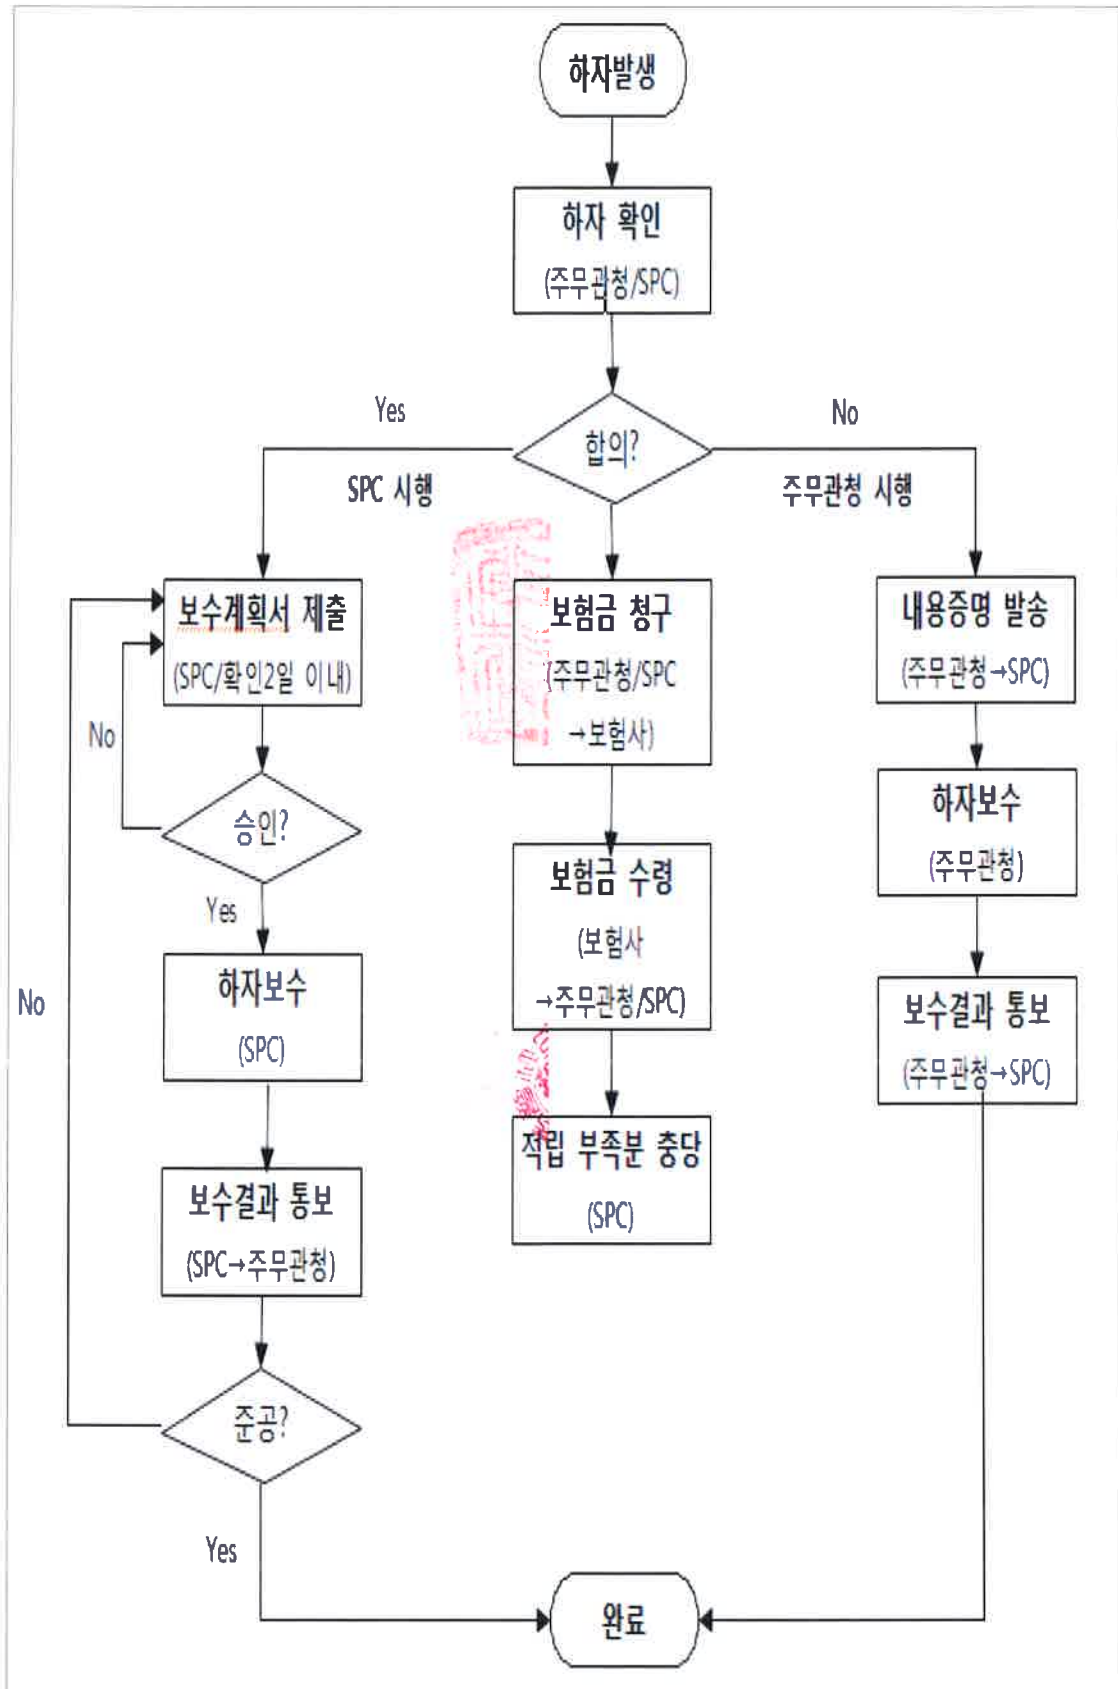 하자발생
하자 확인
(주무관청/SPC)
합의?
Yes
No
SPC 시행
주무관청 시행
보수계획서 제출
(SPC/확인2일 이내)
No
승인?
Yes
하자보수
(SPC)
No
보수결과 통보
(SPC→주무관청)
준공?
Yes
보험금 청구
(주무관청/SPC
→보험사)
보험금 수령
(보험사
→주무관청/SPC)
적립 부족분 충당
(SPC)
내용증명 발송
(주무관청→SPC)
하자보수
(주무관청)
보수결과 통보
(주무관청→SPC)
완료